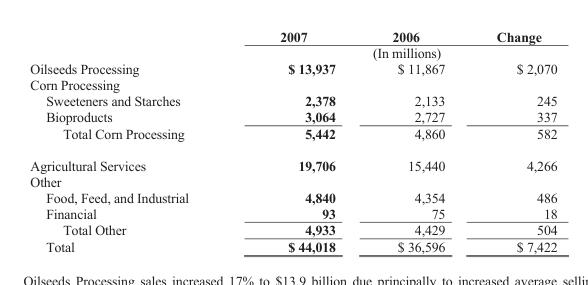 2007 2006 Change
(In millions)
Oilseeds Processing $ 13,937 $ 11,867 $ 2,070
Corn Processing
Sweeteners and Starches 2,378 2,133 245
Bioproducts 3,064 2,727 337
Total Corn Processing 5,442 4,860 582
Agricultural Services 19,706 15,440 4,266
Other
Food, Feed, and Industrial 4,840 4,354 486
Financial 93 75 18
Total Other 4,933 4,429 504
Total $ 44,018 $ 36,596 $ 7,422
Oilseeds Processing sales increased 17% to $13.9 billion due principally to increased average